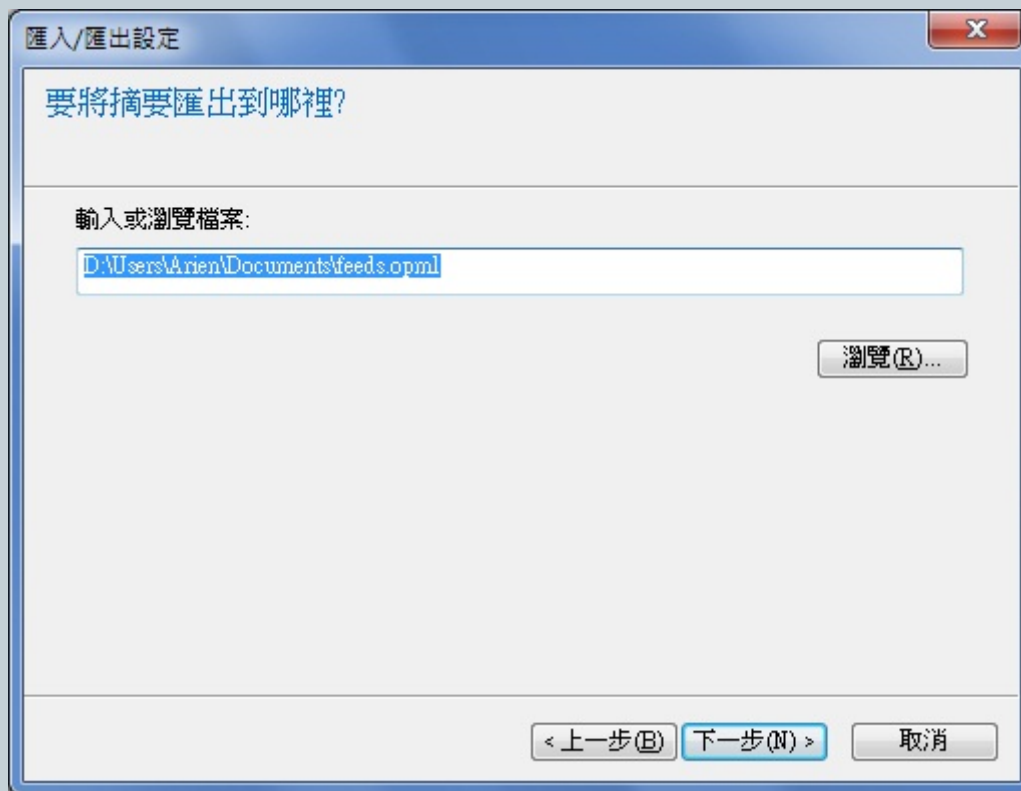 匯入/匯出設定
要將摘要匯出到哪裡?
輸入或瀏覽檔案:
D:\Users\Arien\Documents\feeds.opml
瀏覽(R)...
< 上一步(B) 下一步(N) > 取消